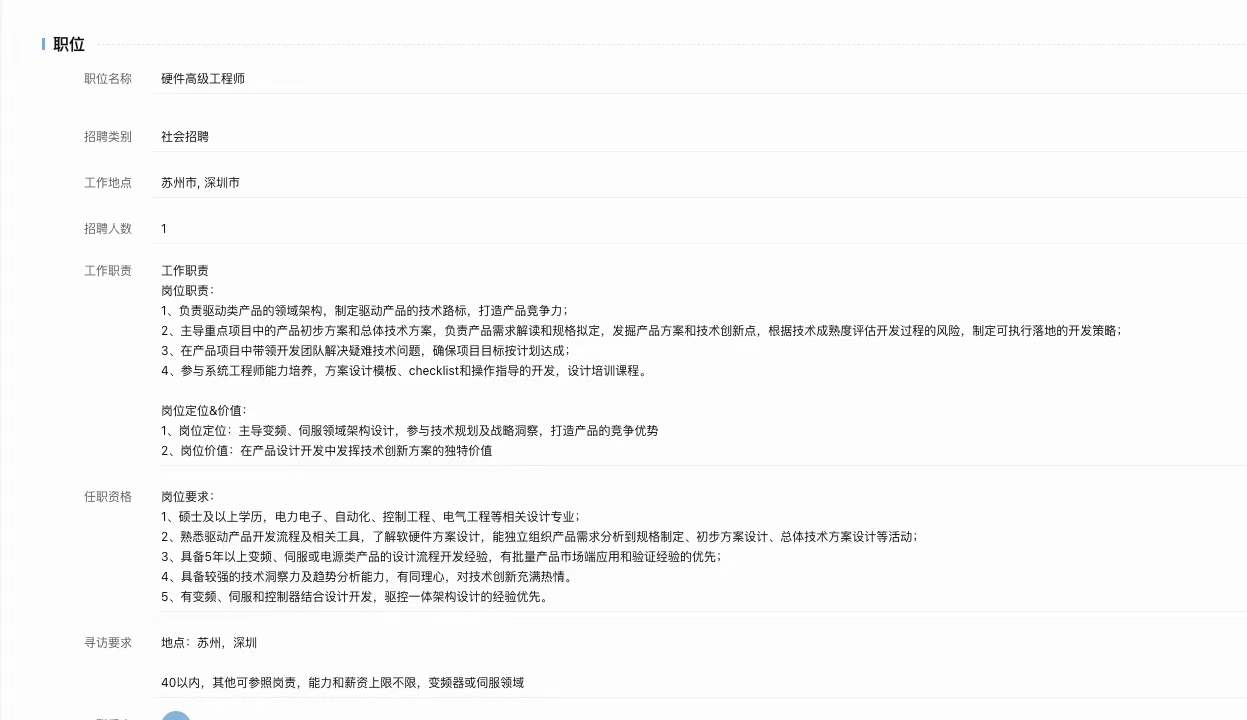 职位
职位名称 硬件高级工程师
招聘类别 社会招聘
工作地点 苏州市, 深圳市
招聘人数 1
工作职责 工作职责
岗位职责：
1、负责驱动类产品的领域架构，制定驱动产品的技术路标，打造产品竞争力；
2、主导重点项目中的产品初步方案和总体技术方案，负责产品需求解读和规格拟定，发掘产品方案和技术创新点，根据技术成熟度评估开发过程的风险，制定可执行落地的开发策略；
3、在产品项目中带领开发团队解决疑难技术问题，确保项目目标按计划达成；
4、参与系统工程师能力培养，方案设计模板、checklist和操作指导的开发，设计培训课程。
岗位定位&价值：
1、岗位定位：主导变频、伺服领域架构设计，参与技术规划及战略洞察，打造产品的竞争优势
2、岗位价值：在产品设计开发中发挥技术创新方案的独特价值
任职资格 岗位要求：
1、硕士及以上学历，电力电子、自动化、控制工程、电气工程等相关设计专业；
2、熟悉驱动产品开发流程及相关工具，了解软硬件方案设计，能独立组织产品需求分析到规格制定、初步方案设计、总体技术方案设计等活动；
3、具备5年以上变频、伺服或电源类产品的设计流程开发经验，有批量产品市场端应用和验证经验的优先；
4、具备较强的技术洞察力及趋势分析能力，有同理心，对技术创新充满热情。
5、有变频、伺服和控制器结合设计开发，驱控一体架构设计的经验优先。
寻访要求 地点：苏州，深圳
40以内，其他可参照岗责，能力和薪资上限不限，变频器或伺服领域